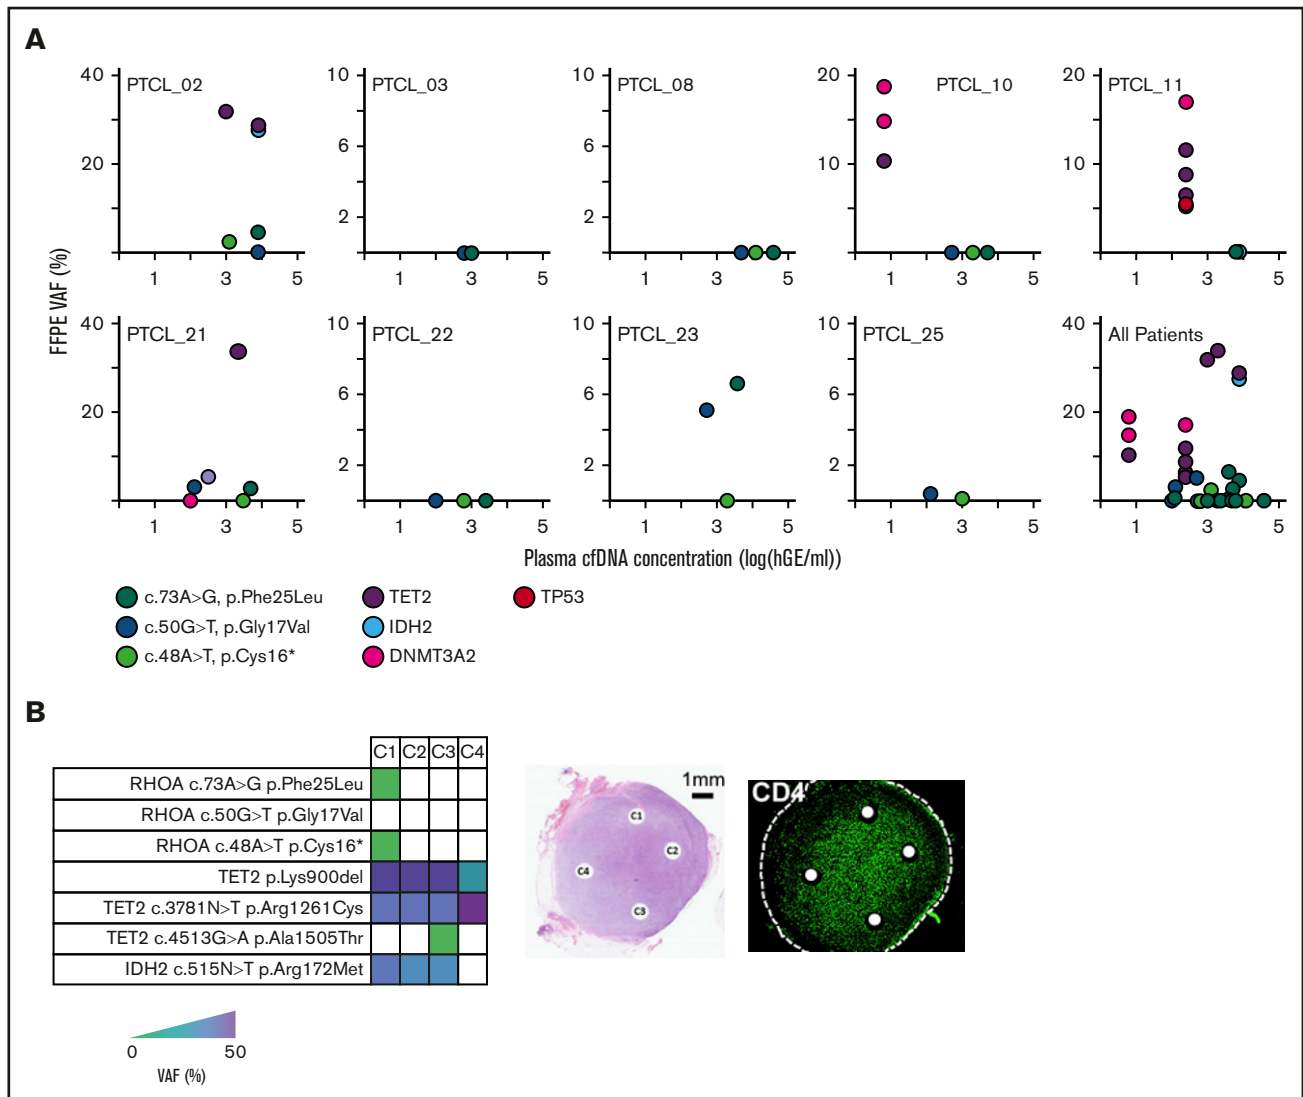 A
PTCL_02
PTCL_03
PTCL_08
PTCL_10
PTCL_11
40
20
1 3 5
10
6
2
1 3 5
10
6
2
1 3 5
20
10
1 3 5
20
10
1 3 5
FFPE VAF (%)
PTCL_21
PTCL_22
PTCL_23
PTCL_25
All Patients
40
20
1 3 5
10
6
2
1 3 5
10
6
2
1 3 5
10
6
2
1 3 5
40
20
1 3 5
Plasma cfDNA concentration (log(hGE/ml))
c.73A>G, p.Phe25Leu
c.50G>T, p.Gly17Val
c.48A>T, p.Cys16*
TET2
IDH2
DNMT3A2
TP53
B
C1 C2 C3 C4
RHOA c.73A>G p.Phe25Leu
RHOA c.50G>T p.Gly17Val
RHOA c.48A>T p.Cys16*
TET2 p.Lys900del
TET2 c.3781N>T p.Arg1261Cys
TET2 c.4513G>A p.Ala1505Thr
IDH2 c.515N>T p.Arg172Met
0 50
VAF (%)
1mm
C1
C2
C4
C3
CD4